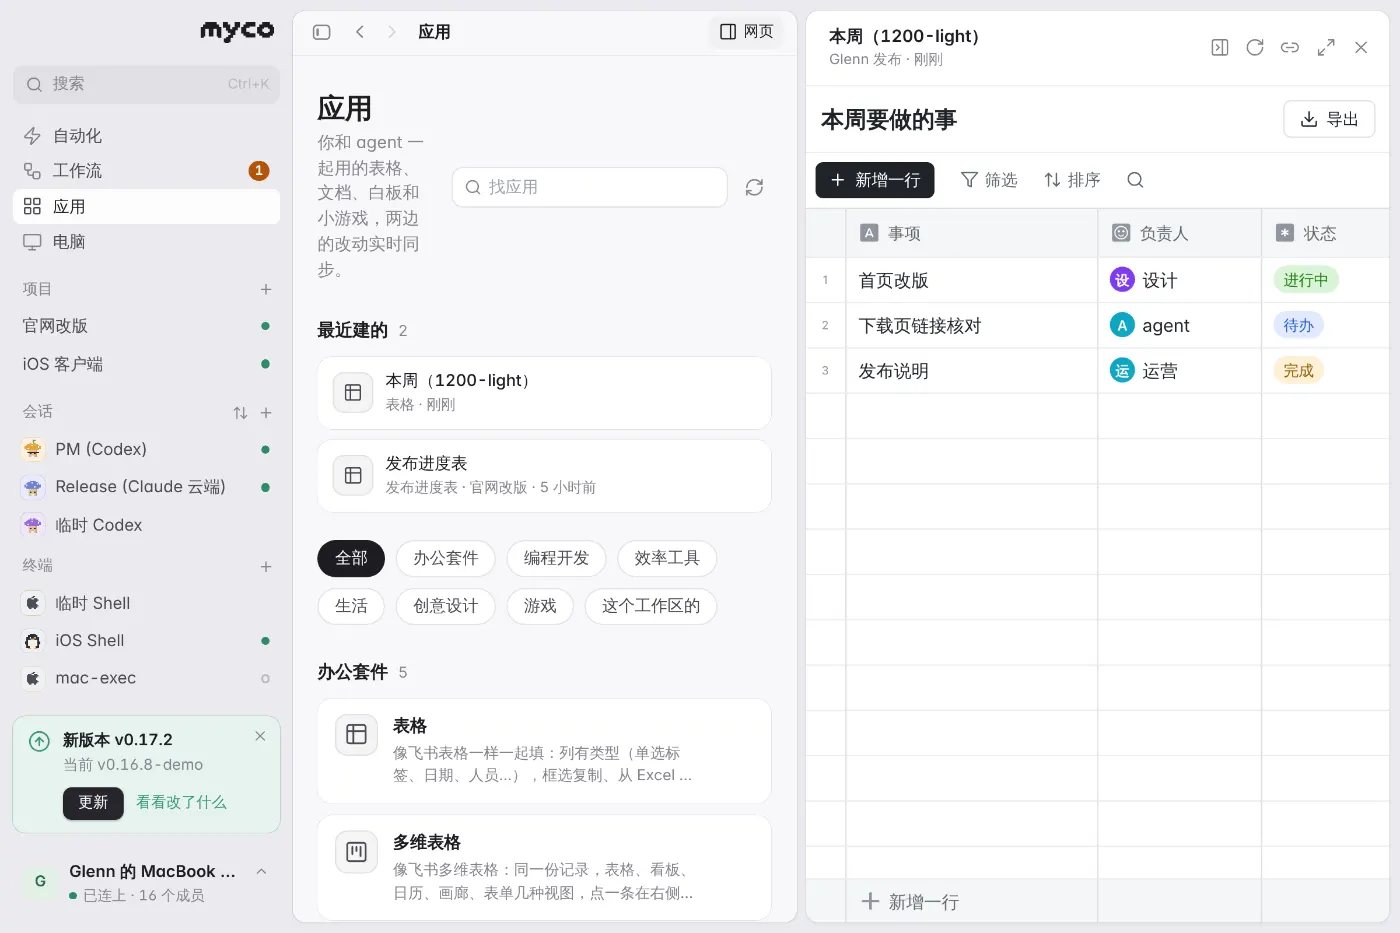 myco
搜索
Ctrl+K
自动化
工作流
1
应用
电脑
项目
官网改版
iOS 客户端
会话
PM (Codex)
Release (Claude 云端)
临时 Codex
终端
临时 Shell
iOS Shell
mac-exec
新版本 v0.17.2
当前 v0.16.8-demo
更新
看看改了什么
G
Glenn 的 MacBook ...
已连上 · 16 个成员
应用
网页
应用
你和 agent 一
起用的表格、
文档、白板和
小游戏，两边
的改动实时同
步。
找应用
最近建的 2
本周（1200-light）
表格 · 刚刚
发布进度表
发布进度表 · 官网改版 · 5 小时前
全部
办公套件
编程开发
效率工具
生活
创意设计
游戏
这个工作区的
办公套件 5
表格
像飞书表格一样一起填：列有类型（单选标
签、日期、人员...），框选复制、从 Excel ...
多维表格
像飞书多维表格：同一份记录，表格、看板、
日历、画廊、表单几种视图，点一条在右侧...
本周（1200-light）
Glenn 发布 · 刚刚
本周要做的事
导出
新增一行
筛选
排序
A 事项
负责人
状态
1 首页改版 设 设计 进行中
2 下载页链接核对 A agent 待办
3 发布说明 运 运营 完成
新增一行